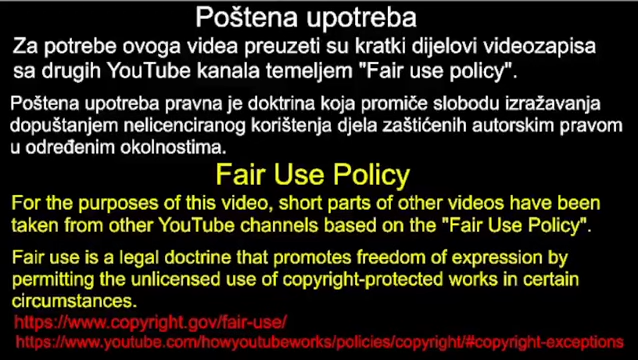 Poštena upotreba
Za potrebe ovoga videa preuzeti su kratki dijelovi videozapisa
sa drugih YouTube kanala temeljem "Fair use policy".
Poštena upotreba pravna je doktrina koja promiče slobodu izražavanja
dopuštanjem nelicenciranog korištenja djela zaštićenih autorskim pravom
u određenim okolnostima.
Fair Use Policy
For the purposes of this video, short parts of other videos have been
taken from other YouTube channels based on the "Fair Use Policy".
Fair use is a legal doctrine that promotes freedom of expression by
permitting the unlicensed use of copyright-protected works in certain
circumstances.
https://www.copyright.gov/fair-use/
https://www.youtube.com/howyoutubeworks/policies/copyright/#copyright-exceptions